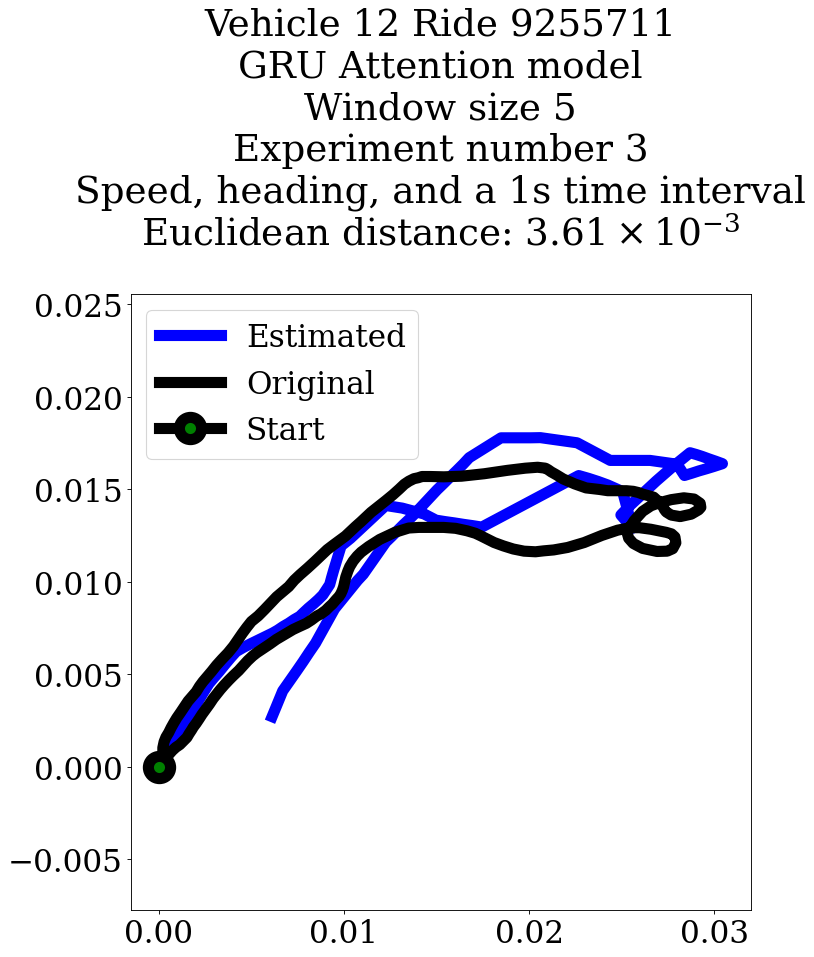 Vehicle 12 Ride 9255711
GRU Attention model
Window size 5
Experiment number 3
Speed, heading, and a 1s time interval
Euclidean distance: 3.61 × 10⁻³
0.025
Estimated
Original
Start
0.020
0.015
0.010
0.005
0.000
−0.005
0.00 0.01 0.02 0.03